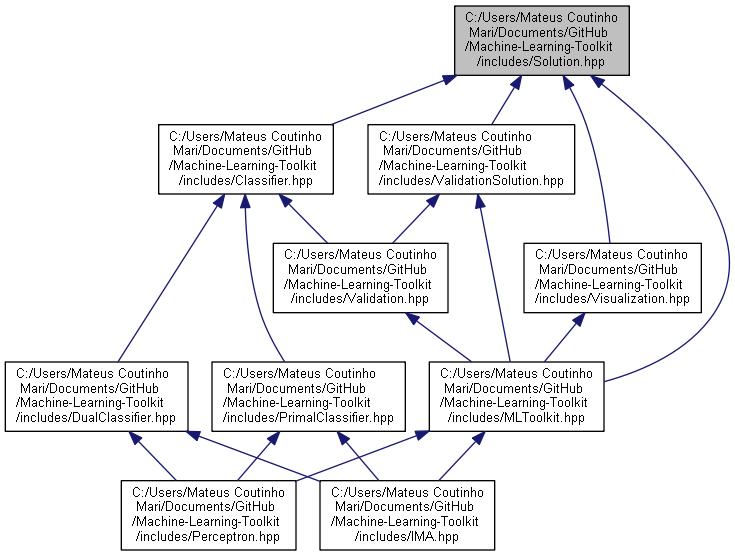 C:/Users/Mateus Coutinho
Mari/Documents/GitHub
/Machine-Learning-Toolkit
/includes/Solution.hpp
C:/Users/Mateus Coutinho
Mari/Documents/GitHub
/Machine-Learning-Toolkit
/includes/Classifier.hpp
C:/Users/Mateus Coutinho
Mari/Documents/GitHub
/Machine-Learning-Toolkit
/includes/ValidationSolution.hpp
C:/Users/Mateus Coutinho
Mari/Documents/GitHub
/Machine-Learning-Toolkit
/includes/Validation.hpp
C:/Users/Mateus Coutinho
Mari/Documents/GitHub
/Machine-Learning-Toolkit
/includes/Visualization.hpp
C:/Users/Mateus Coutinho
Mari/Documents/GitHub
/Machine-Learning-Toolkit
/includes/DualClassifier.hpp
C:/Users/Mateus Coutinho
Mari/Documents/GitHub
/Machine-Learning-Toolkit
/includes/PrimalClassifier.hpp
C:/Users/Mateus Coutinho
Mari/Documents/GitHub
/Machine-Learning-Toolkit
/includes/MLToolkit.hpp
C:/Users/Mateus Coutinho
Mari/Documents/GitHub
/Machine-Learning-Toolkit
/includes/Perceptron.hpp
C:/Users/Mateus Coutinho
Mari/Documents/GitHub
/Machine-Learning-Toolkit
/includes/IMA.hpp